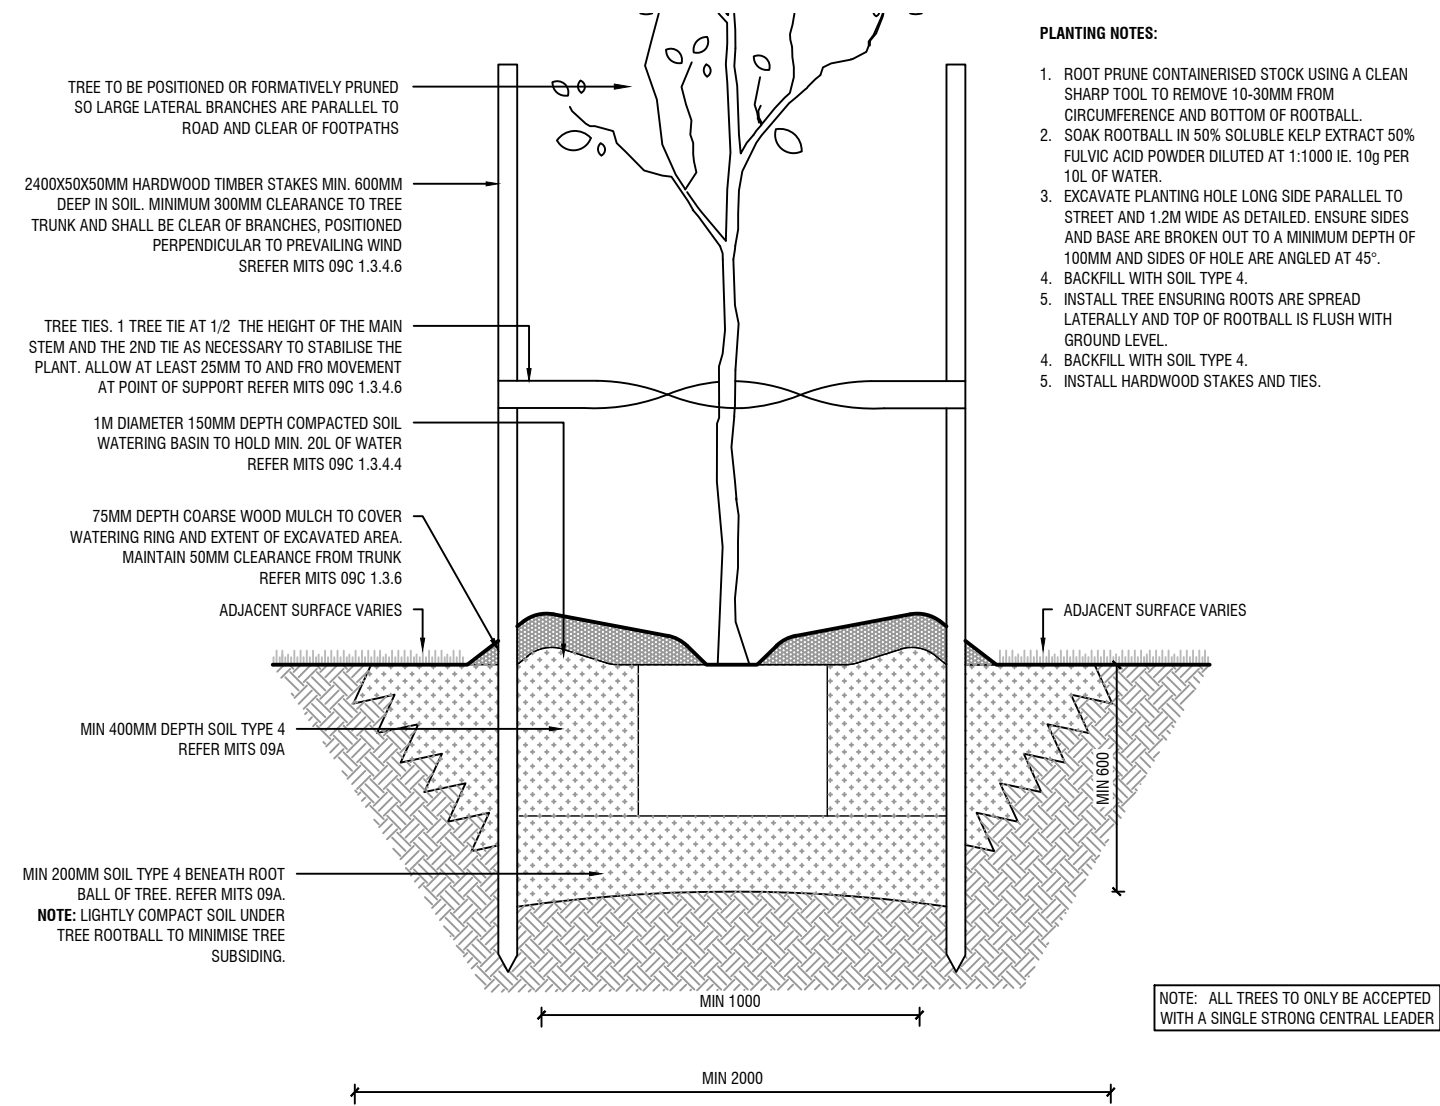 TREE TO BE POSITIONED OR FORMATIVELY PRUNED
SO LARGE LATERAL BRANCHES ARE PARALLEL TO
ROAD AND CLEAR OF FOOTPATHS
2400X50X50MM HARDWOOD TIMBER STAKES MIN. 600MM
DEEP IN SOIL. MINIMUM 300MM CLEARANCE TO TREE
TRUNK AND SHALL BE CLEAR OF BRANCHES, POSITIONED
PERPENDICULAR TO PREVAILING WIND
SREFER MITS 09C 1.3.4.6
TREE TIES. 1 TREE TIE AT 1/2 THE HEIGHT OF THE MAIN
STEM AND THE 2ND TIE AS NECESSARY TO STABILISE THE
PLANT. ALLOW AT LEAST 25MM TO AND FRO MOVEMENT
AT POINT OF SUPPORT REFER MITS 09C 1.3.4.6
1M DIAMETER 150MM DEPTH COMPACTED SOIL
WATERING BASIN TO HOLD MIN. 20L OF WATER
REFER MITS 09C 1.3.4.4
75MM DEPTH COARSE WOOD MULCH TO COVER
WATERING RING AND EXTENT OF EXCAVATED AREA.
MAINTAIN 50MM CLEARANCE FROM TRUNK
REFER MITS 09C 1.3.6
ADJACENT SURFACE VARIES
MIN 400MM DEPTH SOIL TYPE 4
REFER MITS 09A
MIN 200MM SOIL TYPE 4 BENEATH ROOT
BALL OF TREE. REFER MITS 09A.
NOTE: LIGHTLY COMPACT SOIL UNDER
TREE ROOTBALL TO MINIMISE TREE
SUBSIDING.
PLANTING NOTES:
1. ROOT PRUNE CONTAINERISED STOCK USING A CLEAN
SHARP TOOL TO REMOVE 10-30MM FROM
CIRCUMFERENCE AND BOTTOM OF ROOTBALL.
2. SOAK ROOTBALL IN 50% SOLUBLE KELP EXTRACT 50%
FULVIC ACID POWDER DILUTED AT 1:1000 IE. 10g PER
10L OF WATER.
3. EXCAVATE PLANTING HOLE LONG SIDE PARALLEL TO
STREET AND 1.2M WIDE AS DETAILED. ENSURE SIDES
AND BASE ARE BROKEN OUT TO A MINIMUM DEPTH OF
100MM AND SIDES OF HOLE ARE ANGLED AT 45°.
4. BACKFILL WITH SOIL TYPE 4.
5. INSTALL TREE ENSURING ROOTS ARE SPREAD
LATERALLY AND TOP OF ROOTBALL IS FLUSH WITH
GROUND LEVEL.
4. BACKFILL WITH SOIL TYPE 4.
5. INSTALL HARDWOOD STAKES AND TIES.
ADJACENT SURFACE VARIES
MIN 600
MIN 1000
MIN 2000
NOTE: ALL TREES TO ONLY BE ACCEPTED
WITH A SINGLE STRONG CENTRAL LEADER